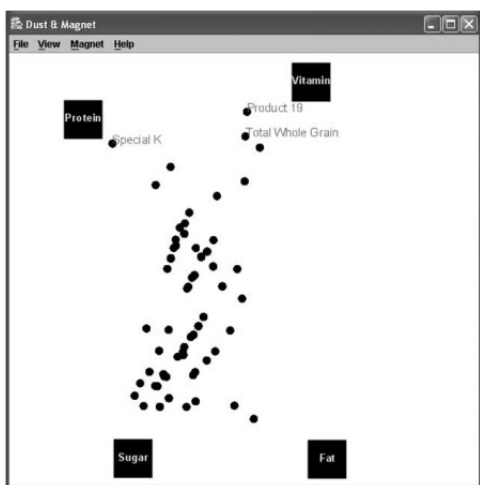 Dust & Magnet
File View Magnet Help
Vitamin
Protein
Product 19
Special K
Total Whole Grain
Sugar
Fat